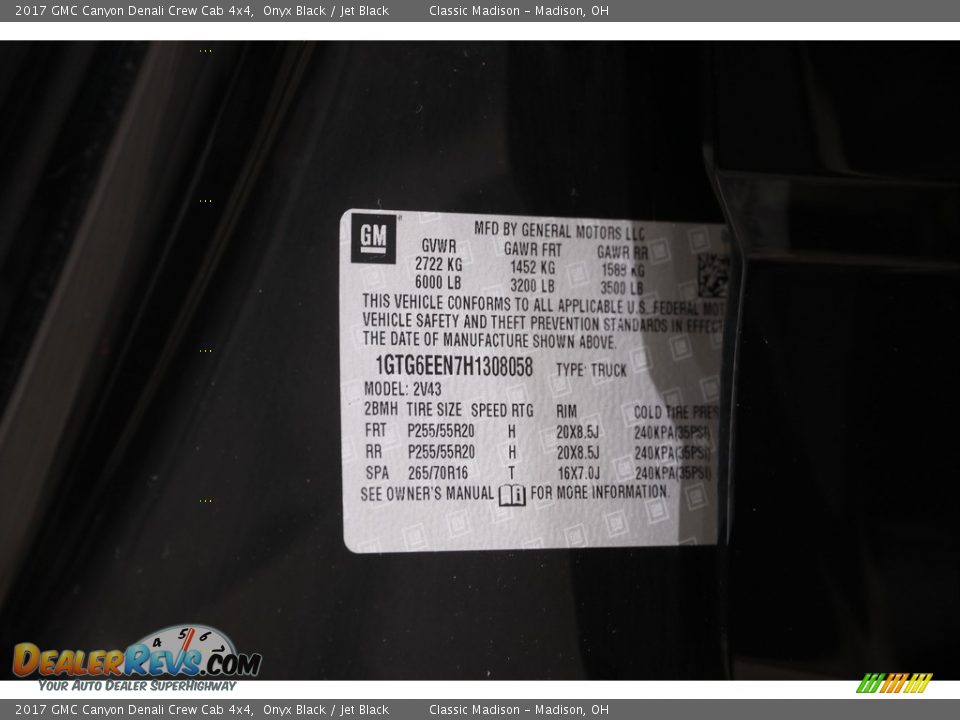 2017 GMC Canyon Denali Crew Cab 4x4, Onyx Black / Jet Black Classic Madison - Madison, OH
GM MFD BY GENERAL MOTORS LLC
GVWR GAWR FRT GAWR RR
2722 KG 1452 KG 1588 KG
6000 LB 3200 LB 3500 LB
THIS VEHICLE CONFORMS TO ALL APPLICABLE U.S. FEDERAL MOT
VEHICLE SAFETY AND THEFT PREVENTION STANDARDS IN EFFECT
THE DATE OF MANUFACTURE SHOWN ABOVE.
1GTG6EEN7H1308058 TYPE: TRUCK
MODEL: 2V43
2BMH TIRE SIZE SPEED RTG RIM COLD TIRE PRES
FRT P255/55R20 H 20X8.5J 240KPA(35PSI)
RR P255/55R20 H 20X8.5J 240KPA(35PSI)
SPA 265/70R16 T 16X7.0J 240KPA(35PSI)
SEE OWNER'S MANUAL FOR MORE INFORMATION.
4 5 6
DEALERREVS.COM
YOUR AUTO DEALER SUPERHIGHWAY
2017 GMC Canyon Denali Crew Cab 4x4, Onyx Black / Jet Black Classic Madison - Madison, OH